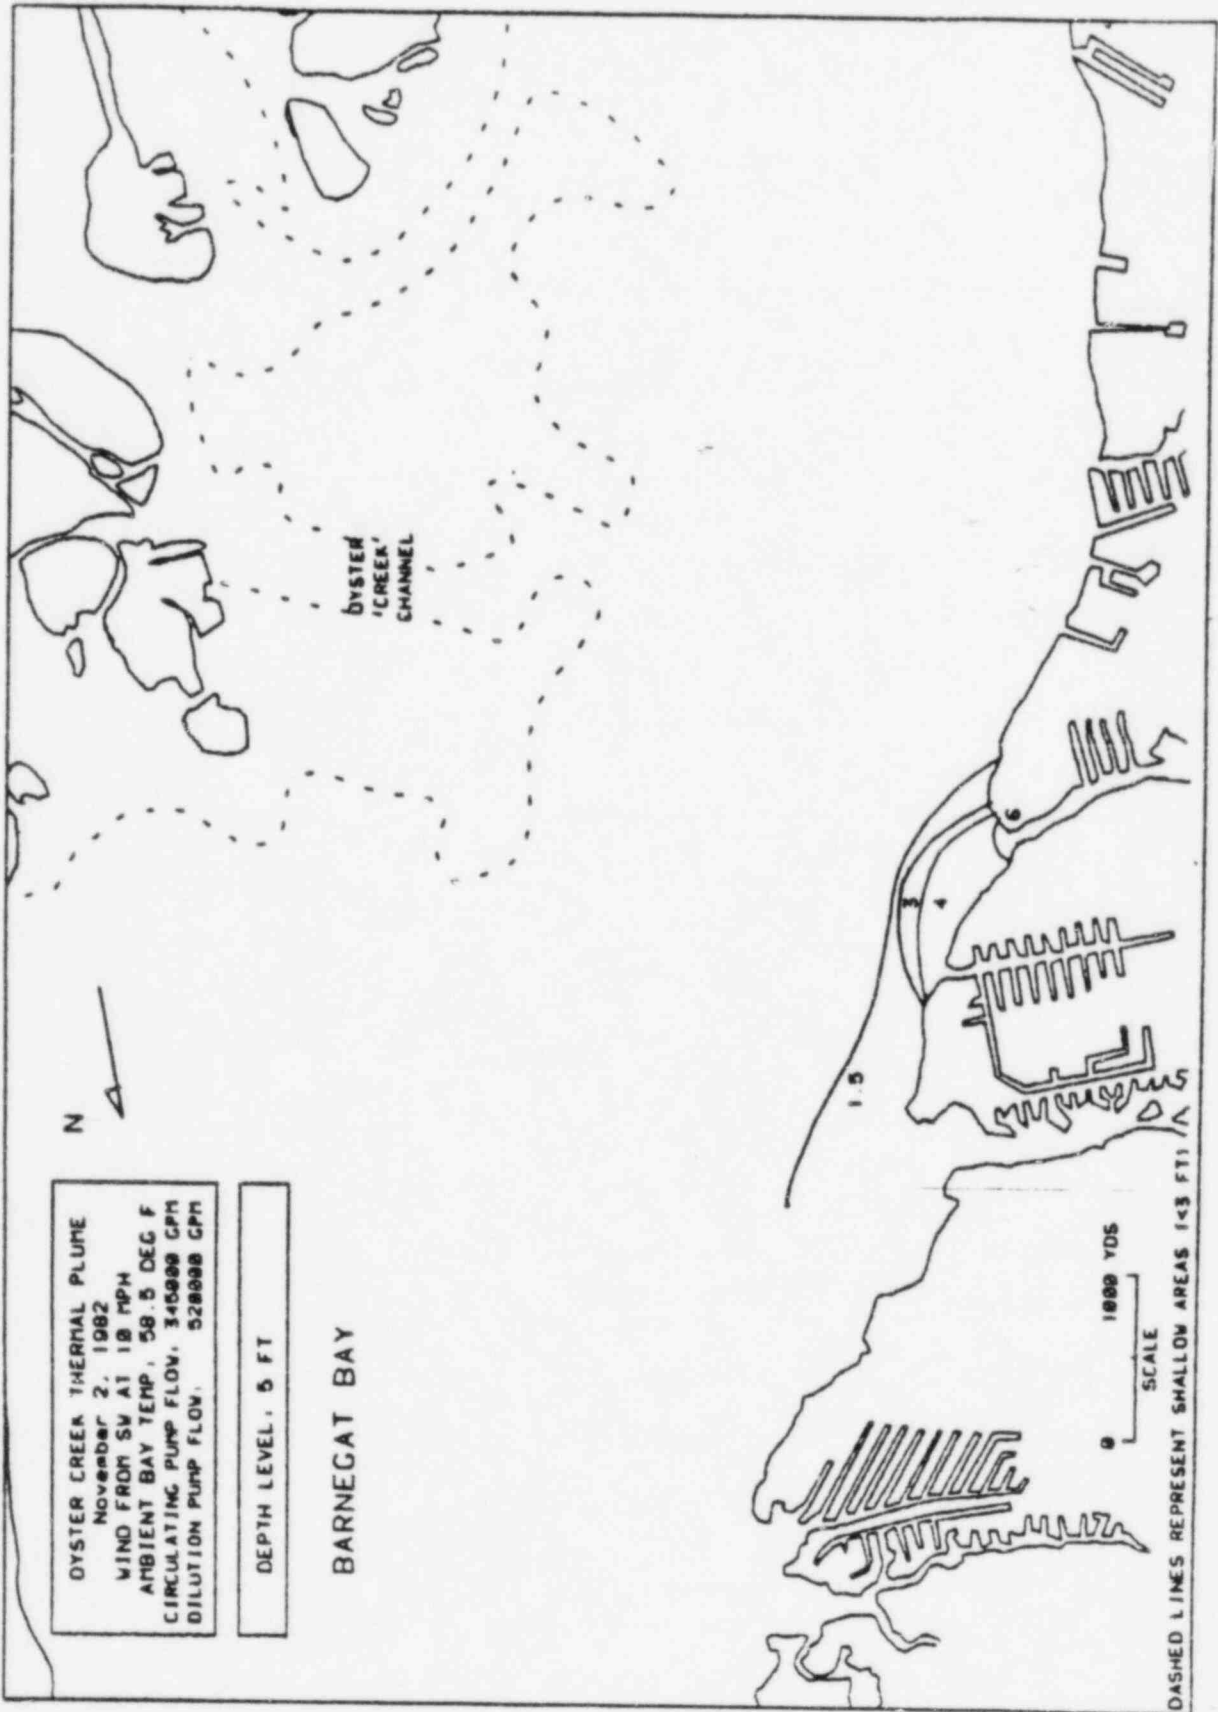 OYSTER CREEK THERMAL PLUME
November 2, 1982
WIND FROM SW AT 10 MPH
AMBIENT BAY TEMP, 58.5 DEG F
CIRCULATING PUMP FLOW, 345000 GPM
DILUTION PUMP FLOW, 520000 GPM
DEPTH LEVEL, 5 FT
BARNEGAT BAY
N
OYSTER
'CREEK'
CHANNEL
1.5
3
4
6
0 1000 YDS
SCALE
DASHED LINES REPRESENT SHALLOW AREAS (<3 FT)